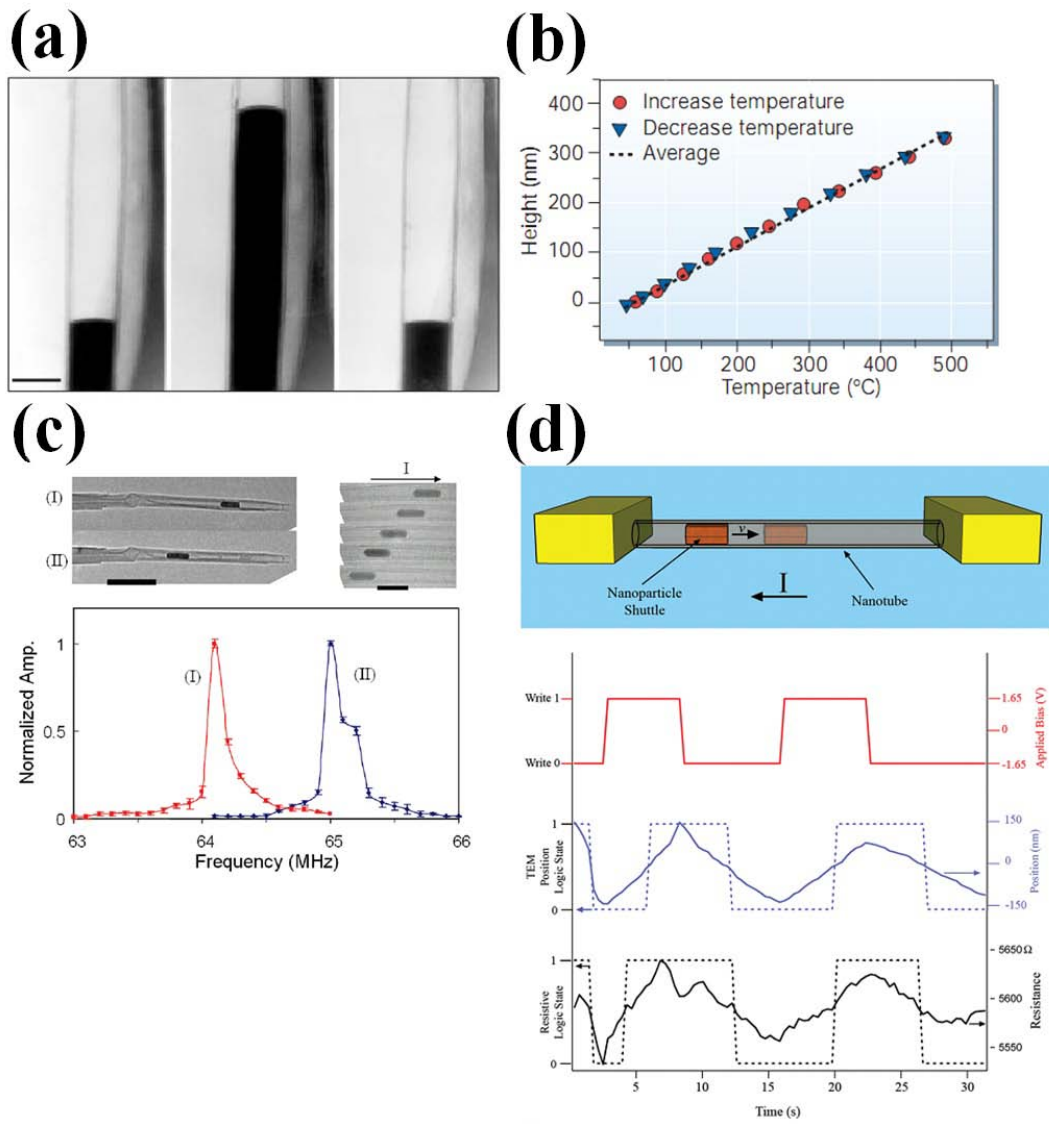 (a)
(b)
400
300
200
100
0
Height (nm)
Increase temperature
Decrease temperature
Average
100 200 300 400 500
Temperature (°C)
(c)
(I)
(II)
I
Normalized Amp.
1
0.5
0
(I)
(II)
63 64 65 66
Frequency (MHz)
(d)
v
Nanoparticle
Shuttle
I
Nanotube
Write 1
Write 0
1.65
0
-1.65
Applied Bias (V)
1
0
TEM
Position
Logic State
150
0
-150
Position (nm)
1
0
Resistive
Logic State
5650 Ω
5600
5550
Resistance
5 10 15 20 25 30
Time (s)